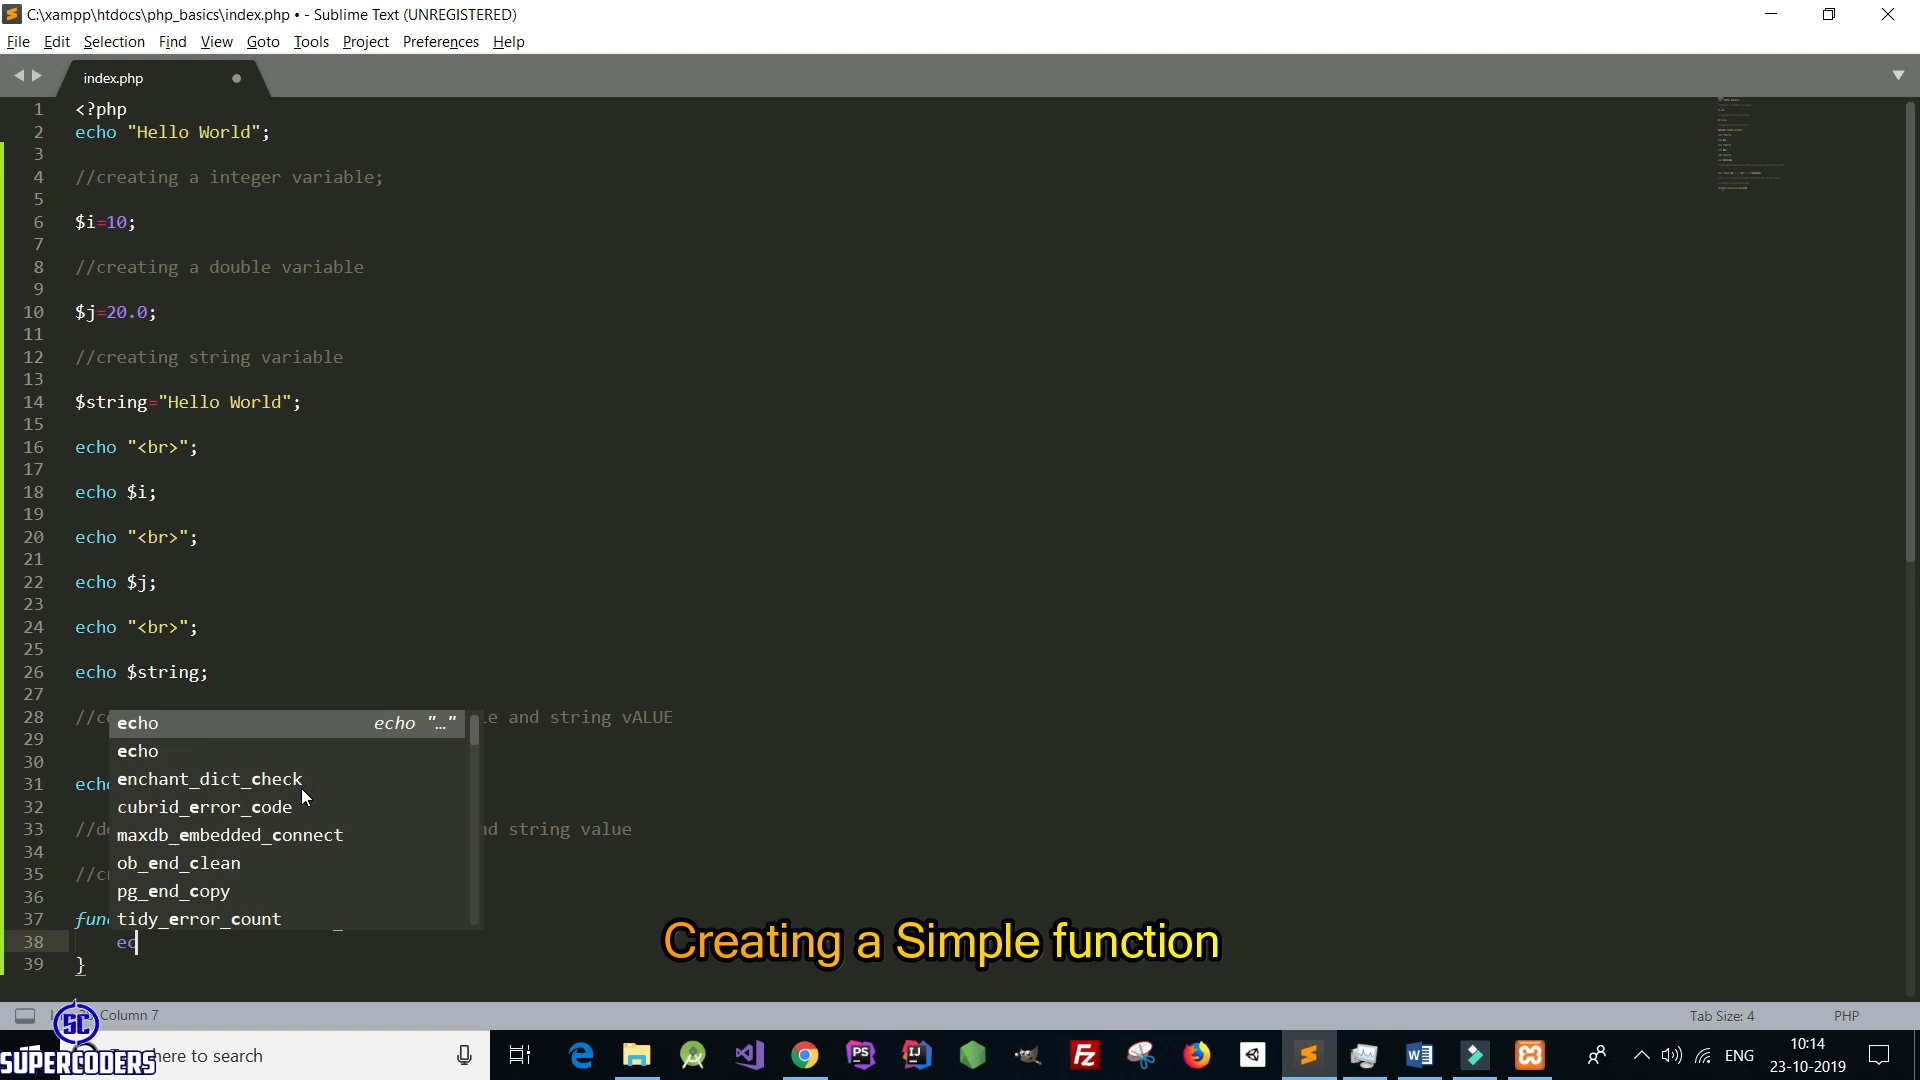 C:\xampp\htdocs\php_basics\index.php • - Sublime Text (UNREGISTERED)
File Edit Selection Find View Goto Tools Project Preferences Help
index.php
1 <?php
2 echo "Hello World";
3
4 //creating a integer variable;
5
6 $i=10;
7
8 //creating a double variable
9
10 $j=20.0;
11
12 //creating string variable
13
14 $string="Hello World";
15
16 echo "<br>";
17
18 echo $i;
19
20 echo "<br>";
21
22 echo $j;
23
24 echo "<br>";
25
26 echo $string;
27
28 and string vALUE
echo echo "…"
29
echo
30
enchant_dict_check
31
cubrid_error_code
32
33 string value
maxdb_embedded_connect
34
ob_end_clean
35
pg_end_copy
36
37
tidy_error_count
38 ec
39 }
Creating a Simple function
Column 7 Tab Size: 4 PHP
SC
SUPERCODERS
here to search
ENG
10:14
23-10-2019